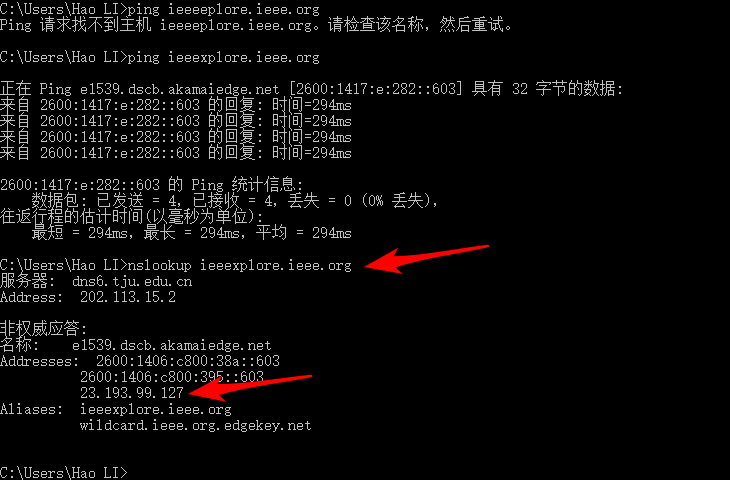 C:\Users\Hao LI>ping ieeeeplore.ieee.org
Ping 请求找不到主机 ieeeeplore.ieee.org。请检查该名称，然后重试。
C:\Users\Hao LI>ping ieeexplore.ieee.org
正在 Ping e1539.dscb.akamaiedge.net [2600:1417:e:282::603] 具有 32 字节的数据:
来自 2600:1417:e:282::603 的回复: 时间=294ms
来自 2600:1417:e:282::603 的回复: 时间=294ms
来自 2600:1417:e:282::603 的回复: 时间=294ms
来自 2600:1417:e:282::603 的回复: 时间=294ms
2600:1417:e:282::603 的 Ping 统计信息:
数据包: 已发送 = 4，已接收 = 4，丢失 = 0 (0% 丢失)，
往返行程的估计时间(以毫秒为单位):
最短 = 294ms，最长 = 294ms，平均 = 294ms
C:\Users\Hao LI>nslookup ieeexplore.ieee.org
服务器: dns6.tju.edu.cn
Address: 202.113.15.2
非权威应答:
名称: e1539.dscb.akamaiedge.net
Addresses: 2600:1406:c800:38a::603
2600:1406:c800:395::603
23.193.99.127
Aliases: ieeexplore.ieee.org
wildcard.ieee.org.edgekey.net
C:\Users\Hao LI>